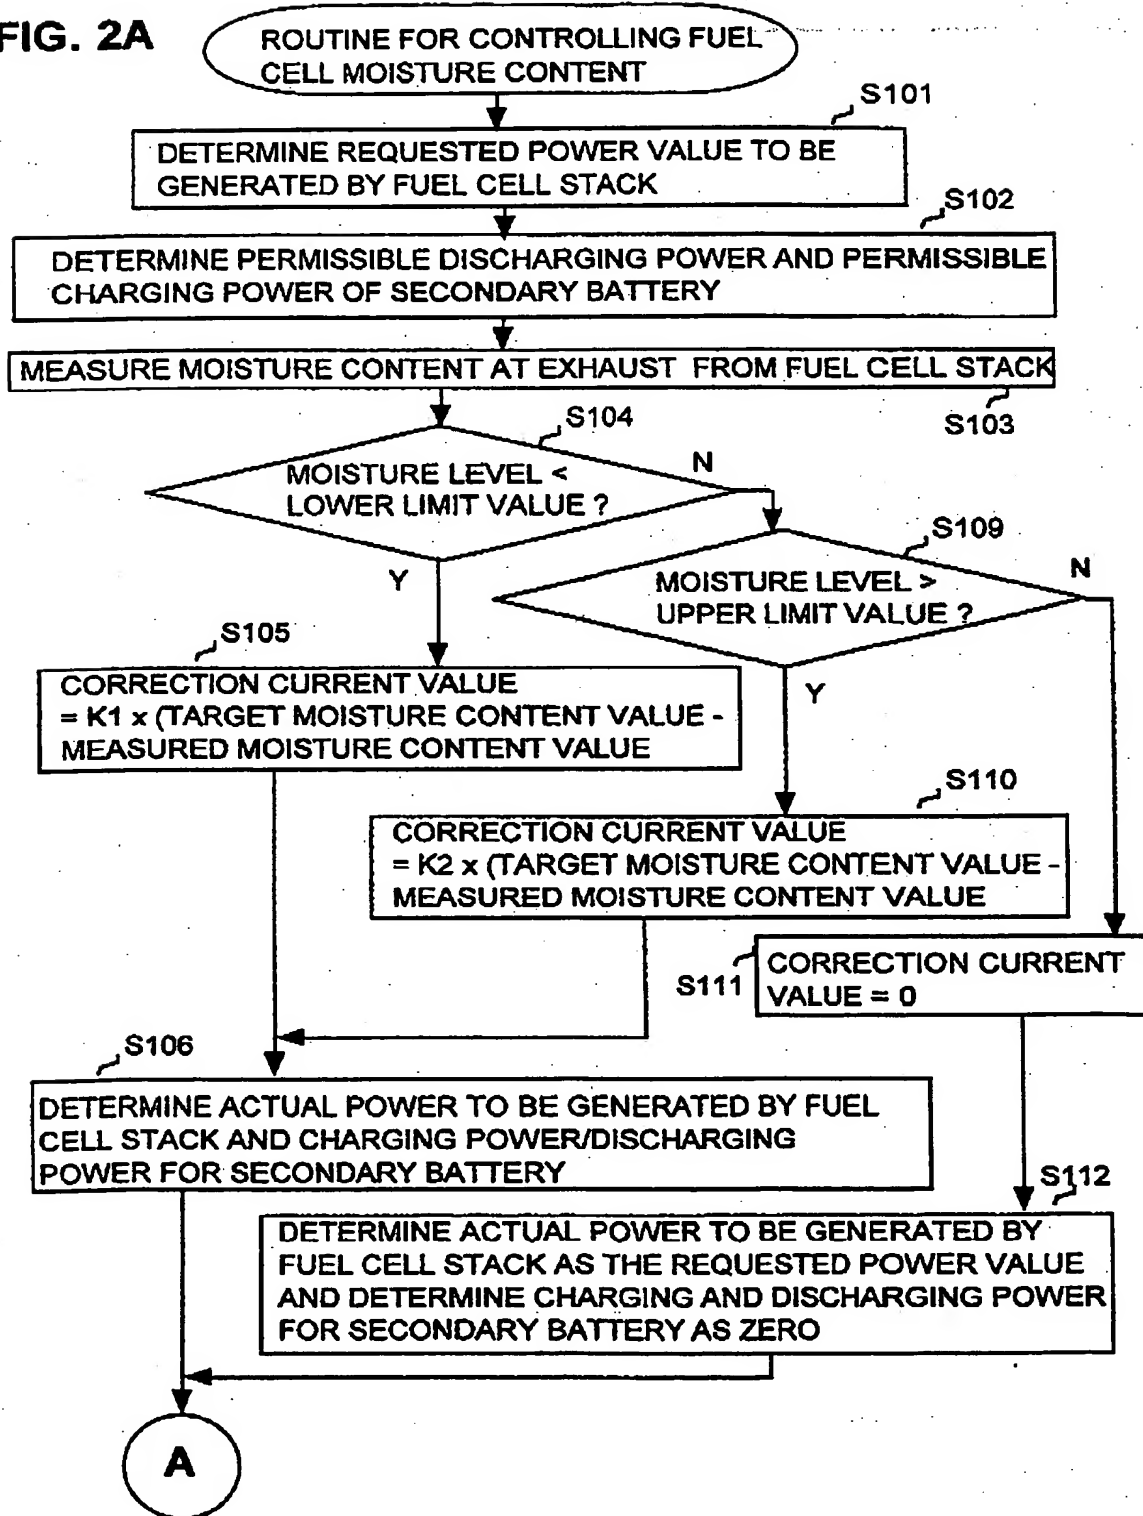 FIG. 2A
ROUTINE FOR CONTROLLING FUEL
CELL MOISTURE CONTENT
S101
DETERMINE REQUESTED POWER VALUE TO BE
GENERATED BY FUEL CELL STACK
S102
DETERMINE PERMISSIBLE DISCHARGING POWER AND PERMISSIBLE
CHARGING POWER OF SECONDARY BATTERY
MEASURE MOISTURE CONTENT AT EXHAUST FROM FUEL CELL STACK
S103
S104
MOISTURE LEVEL <
LOWER LIMIT VALUE ?
N
Y
S109
MOISTURE LEVEL >
UPPER LIMIT VALUE ?
N
Y
S105
CORRECTION CURRENT VALUE
= K1 x (TARGET MOISTURE CONTENT VALUE -
MEASURED MOISTURE CONTENT VALUE
S110
CORRECTION CURRENT VALUE
= K2 x (TARGET MOISTURE CONTENT VALUE -
MEASURED MOISTURE CONTENT VALUE
S111
CORRECTION CURRENT
VALUE = 0
S106
DETERMINE ACTUAL POWER TO BE GENERATED BY FUEL
CELL STACK AND CHARGING POWER/DISCHARGING
POWER FOR SECONDARY BATTERY
S112
DETERMINE ACTUAL POWER TO BE GENERATED BY
FUEL CELL STACK AS THE REQUESTED POWER VALUE
AND DETERMINE CHARGING AND DISCHARGING POWER
FOR SECONDARY BATTERY AS ZERO
A